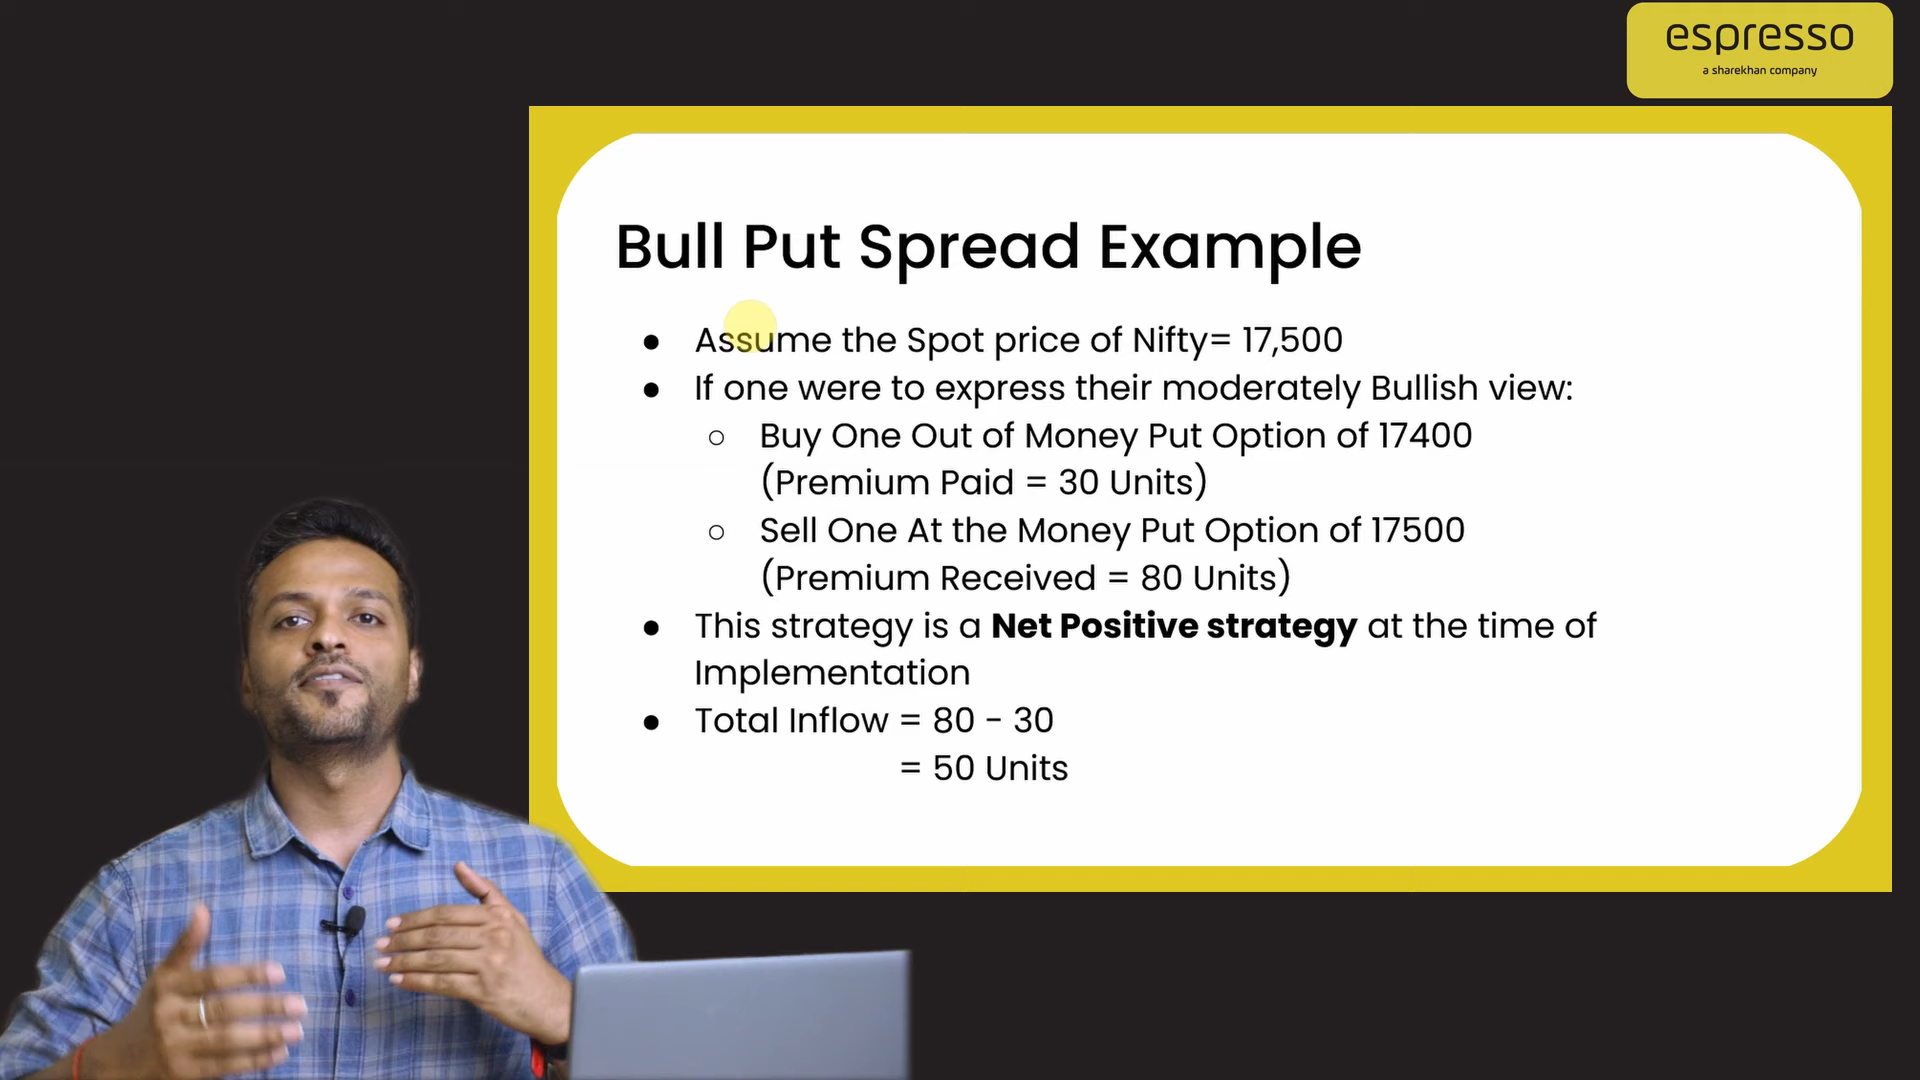 espresso
a sharekhan company
Bull Put Spread Example
● Assume the Spot price of Nifty= 17,500
● If one were to express their moderately Bullish view:
○ Buy One Out of Money Put Option of 17400
(Premium Paid = 30 Units)
○ Sell One At the Money Put Option of 17500
(Premium Received = 80 Units)
● This strategy is a Net Positive strategy at the time of
Implementation
● Total Inflow = 80 - 30
= 50 Units